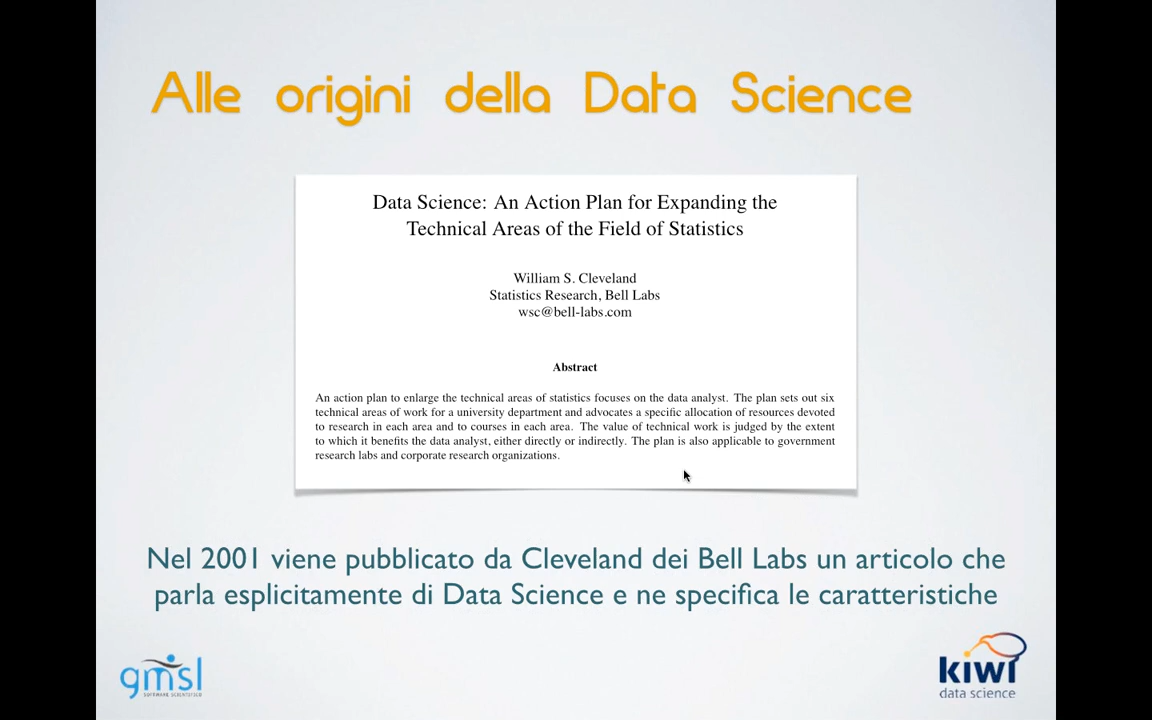 Alle origini della Data Science
Data Science: An Action Plan for Expanding the
Technical Areas of the Field of Statistics
William S. Cleveland
Statistics Research, Bell Labs
wsc@bell-labs.com
Abstract
An action plan to enlarge the technical areas of statistics focuses on the data analyst. The plan sets out six
technical areas of work for a university department and advocates a specific allocation of resources devoted
to research in each area and to courses in each area. The value of technical work is judged by the extent
to which it benefits the data analyst, either directly or indirectly. The plan is also applicable to government
research labs and corporate research organizations.
Nel 2001 viene pubblicato da Cleveland dei Bell Labs un articolo che
parla esplicitamente di Data Science e ne specifica le caratteristiche
gmsl
SOFTWARE SCIENTIFICO
kiwi
data science